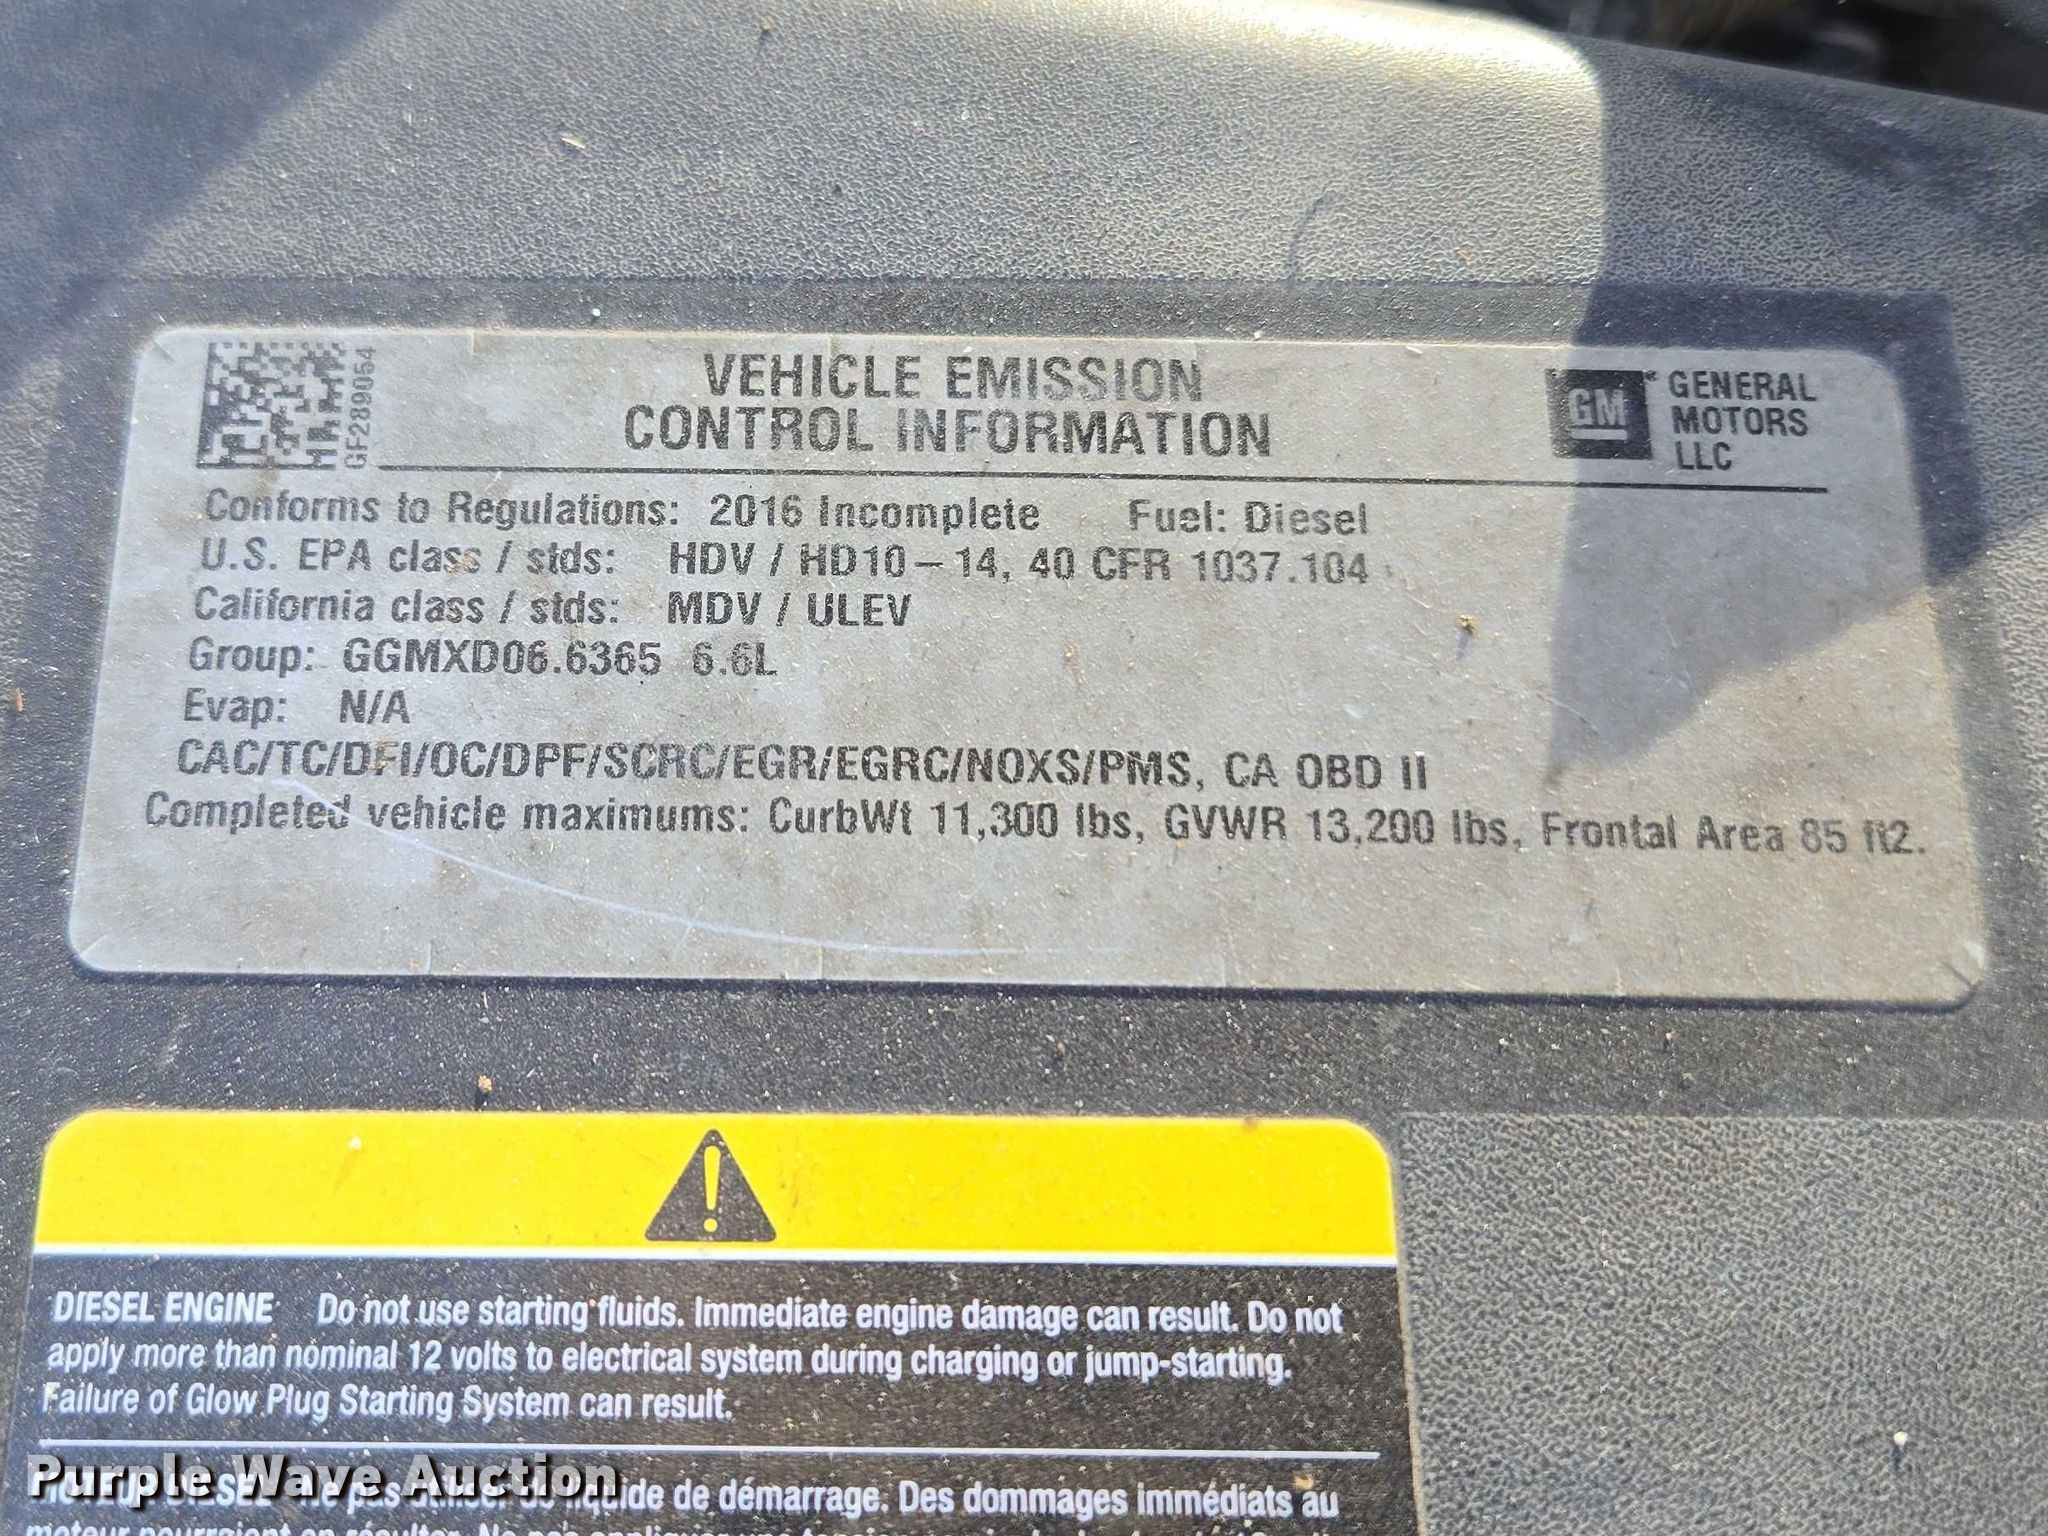 GF289054
VEHICLE EMISSION
CONTROL INFORMATION
GM
GENERAL
MOTORS
LLC
Conforms to Regulations: 2016 Incomplete Fuel: Diesel
U.S. EPA class / stds: HDV / HD10–14, 40 CFR 1037.104
California class / stds: MDV / ULEV
Group: GGMXD06.6365 6.6L
Evap: N/A
CAC/TC/DFI/OC/DPF/SCRC/EGR/EGRC/NOXS/PMS, CA OBD II
Completed vehicle maximums: CurbWt 11,300 lbs, GVWR 13,200 lbs, Frontal Area 85 ft2.
DIESEL ENGINE Do not use starting fluids. Immediate engine damage can result. Do not
apply more than nominal 12 volts to electrical system during charging or jump-starting.
Failure of Glow Plug Starting System can result.
Purple Wave Auction
de démarrage. Des dommages immédiats au